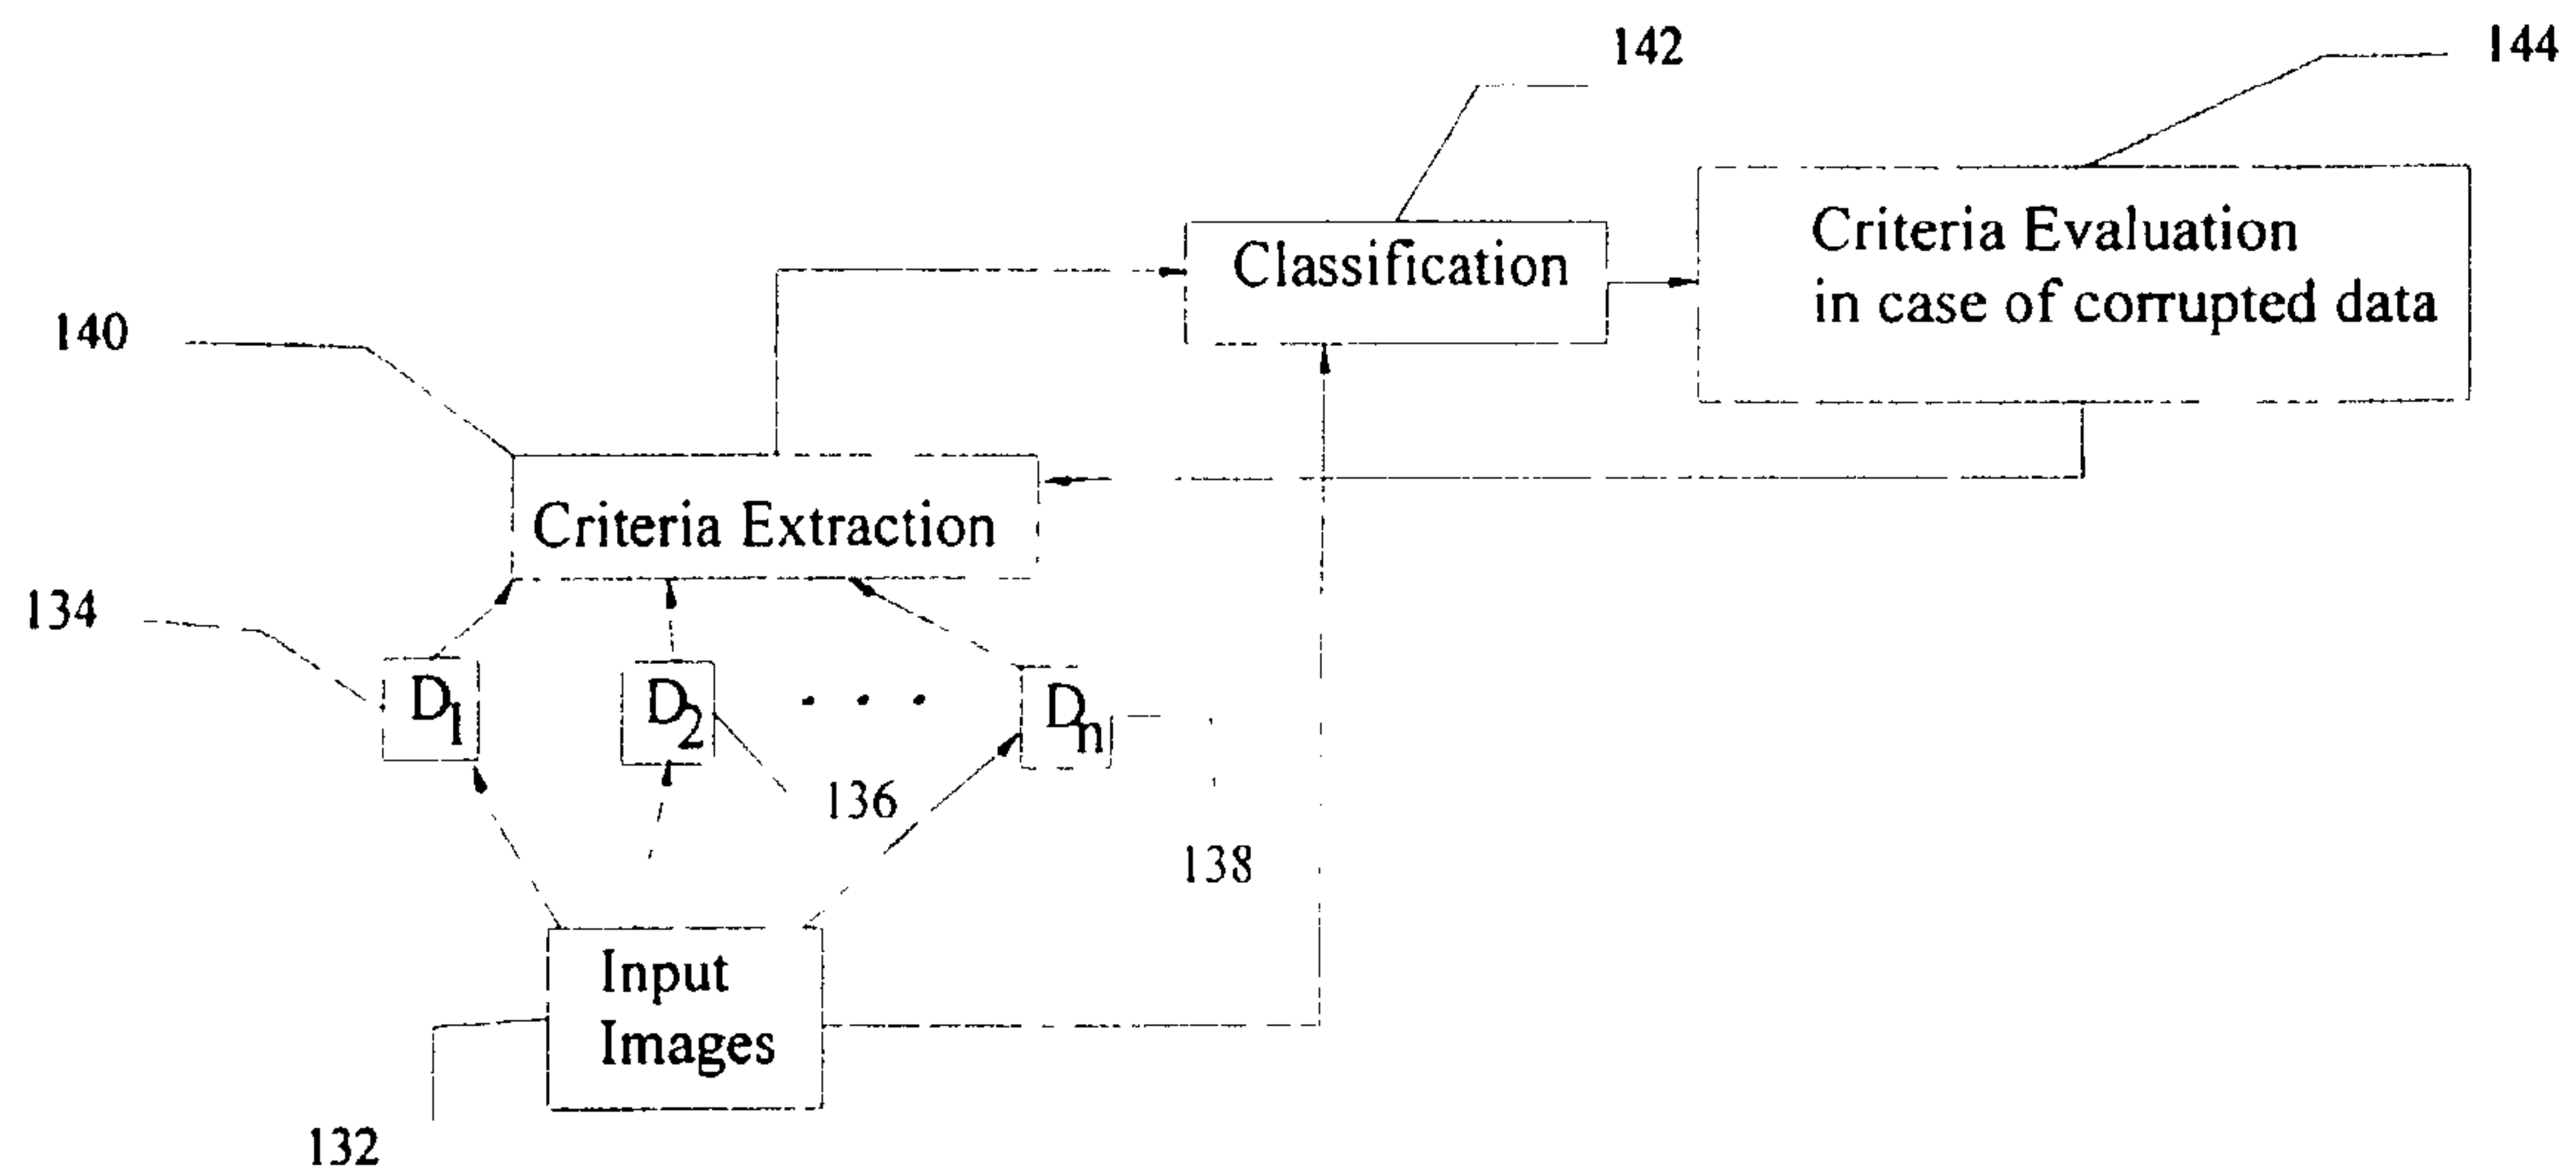 142
144
Classification
Criteria Evaluation
in case of corrupted data
140
Criteria Extraction
134
D1
D2
. . .
Dn
136
138
Input
Images
132